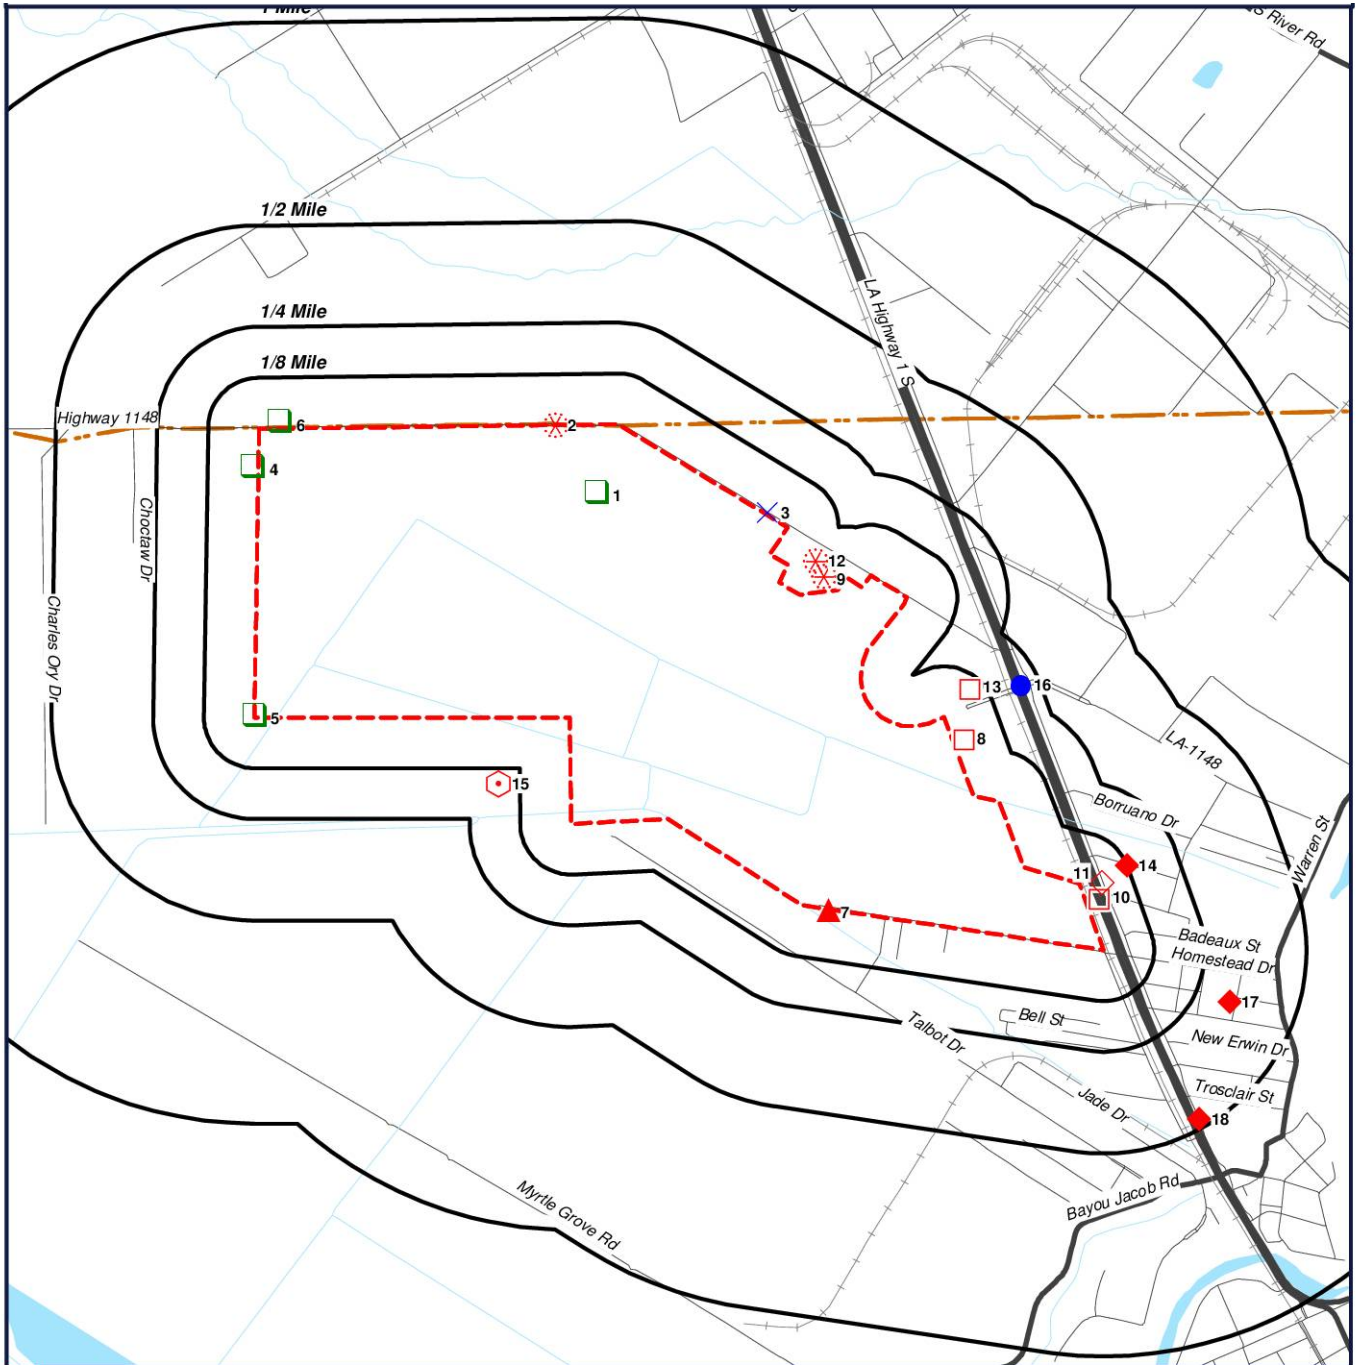 1 Mile
S River Rd
1/2 Mile
1/4 Mile
LA Highway 1 S
1/8 Mile
Highway 1148
6
2
4
1
3
Choctaw Dr
12
9
Charles Ory Dr
13
16
5
8
LA-1148
15
Borruano Dr
Warren St
14
11
10
7
Badeaux St
Homestead Dr
17
Bell St
Talbot Dr
New Erwin Dr
Trosclair St
Jade Dr
18
Bayou Jacob Rd
Myrtle Grove Rd